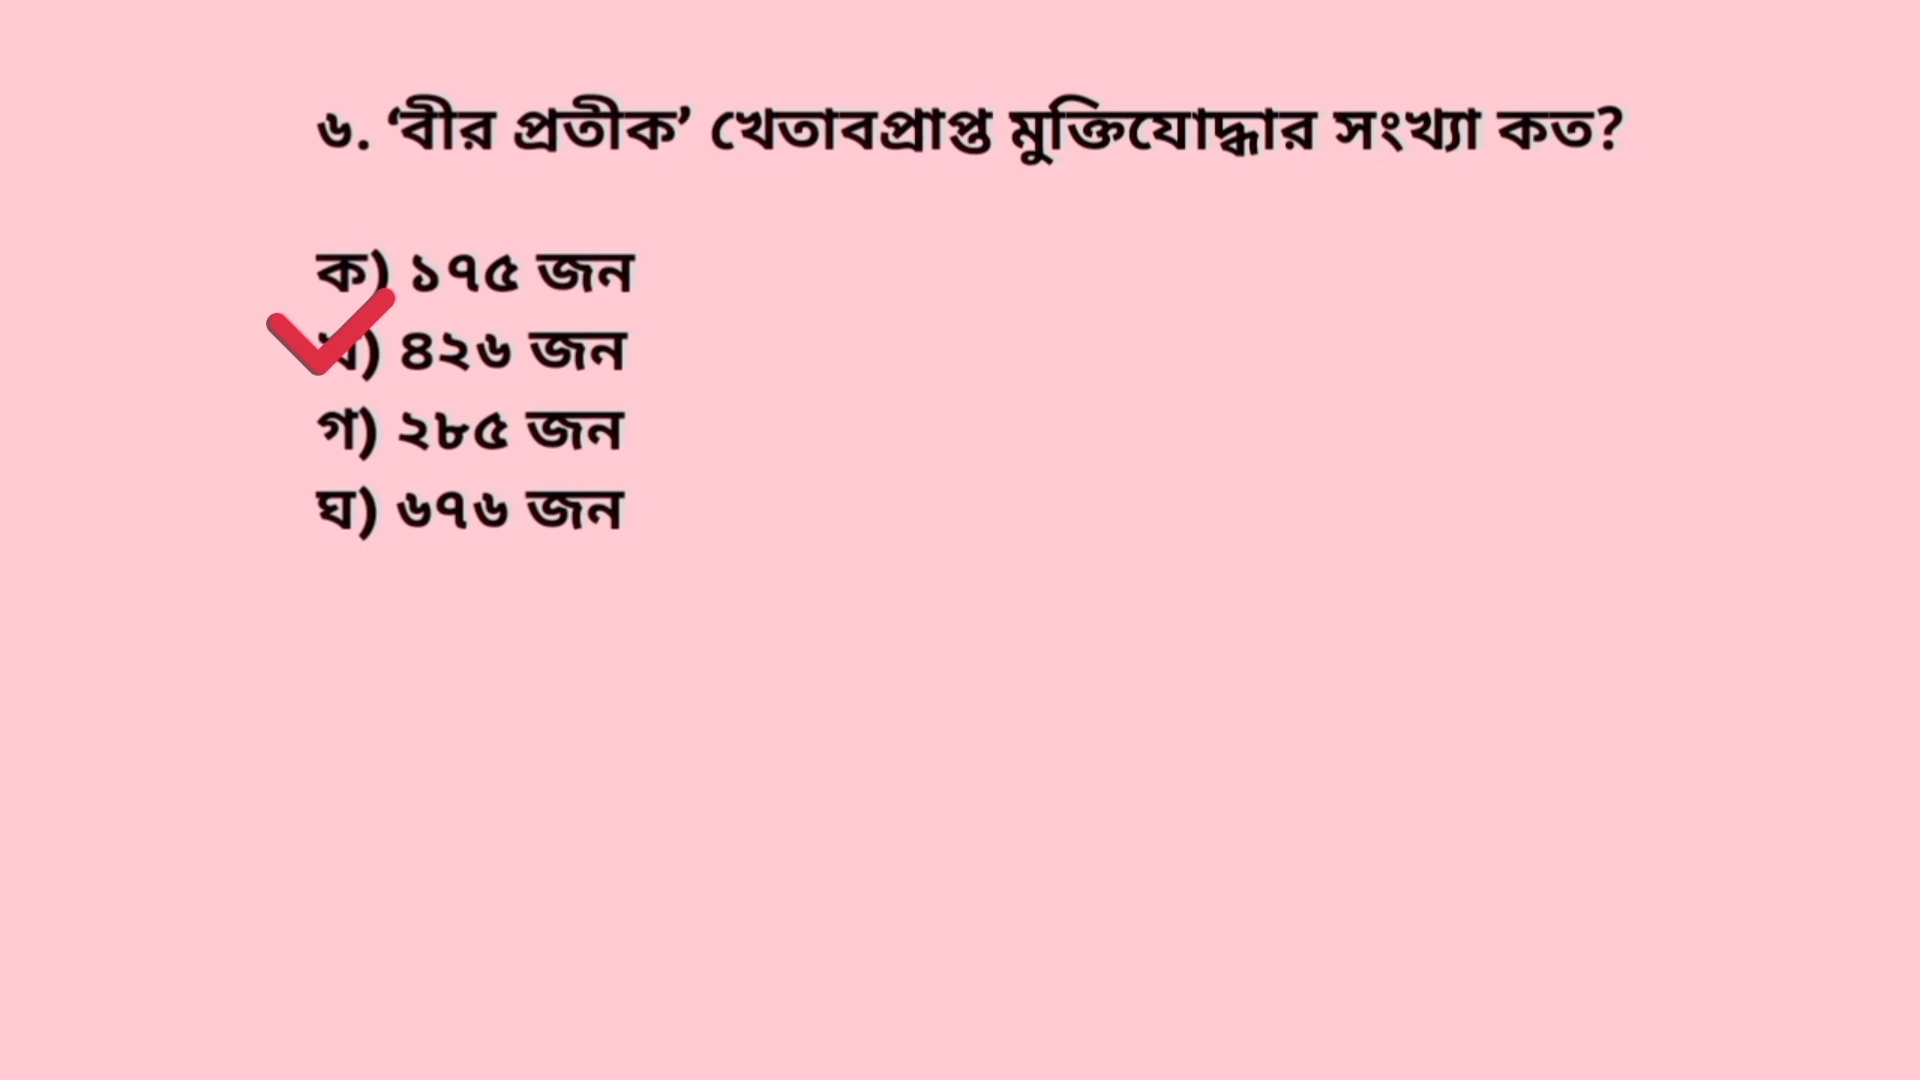 ৬. ‘বীর প্রতীক’ খেতাবপ্রাপ্ত মুক্তিযোদ্ধার সংখ্যা কত?
ক) ১৭৫ জন
খ) ৪২৬ জন
গ) ২৮৫ জন
ঘ) ৬৭৬ জন